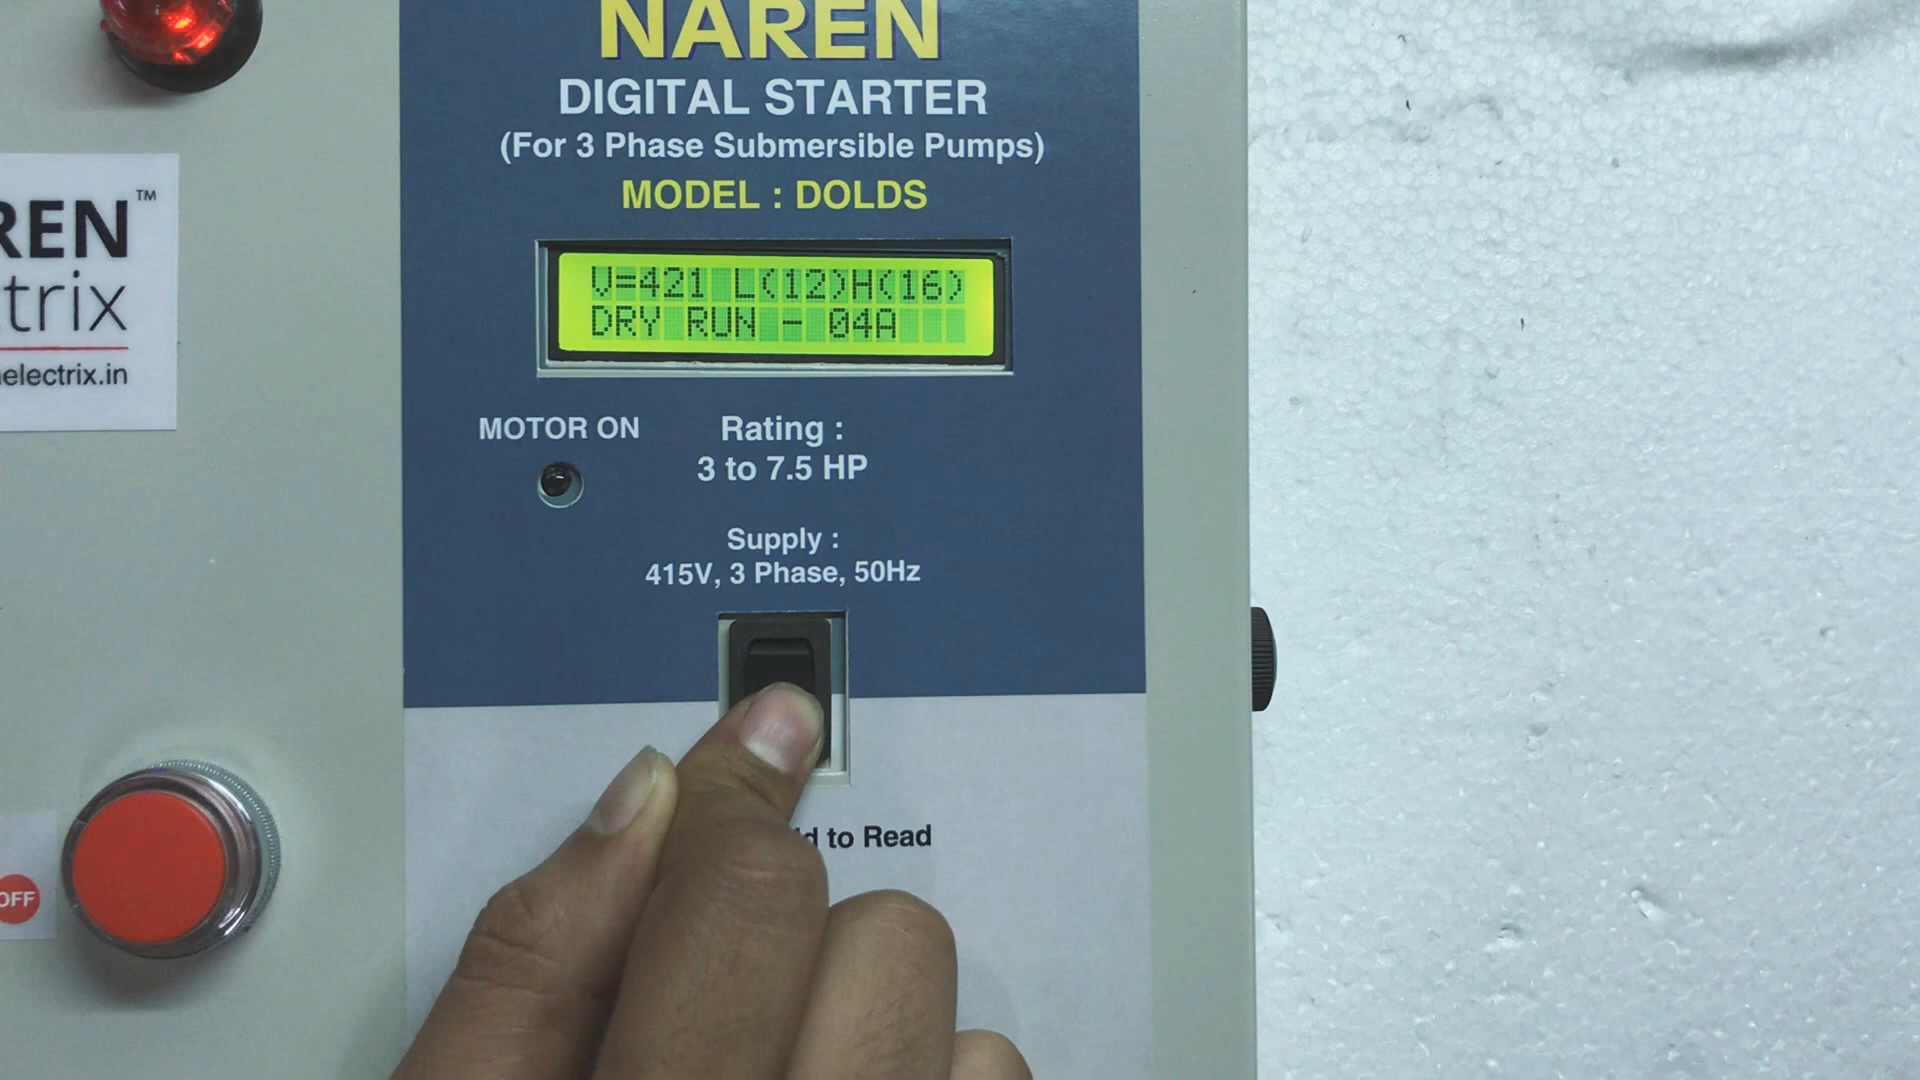 NAREN
DIGITAL STARTER
(For 3 Phase Submersible Pumps)
MODEL : DOLDS
V=421 L(12)H(16)
DRY RUN - 04A
REN™
trix
electrix.in
MOTOR ON
Rating :
3 to 7.5 HP
Supply :
415V, 3 Phase, 50Hz
to Read
OFF